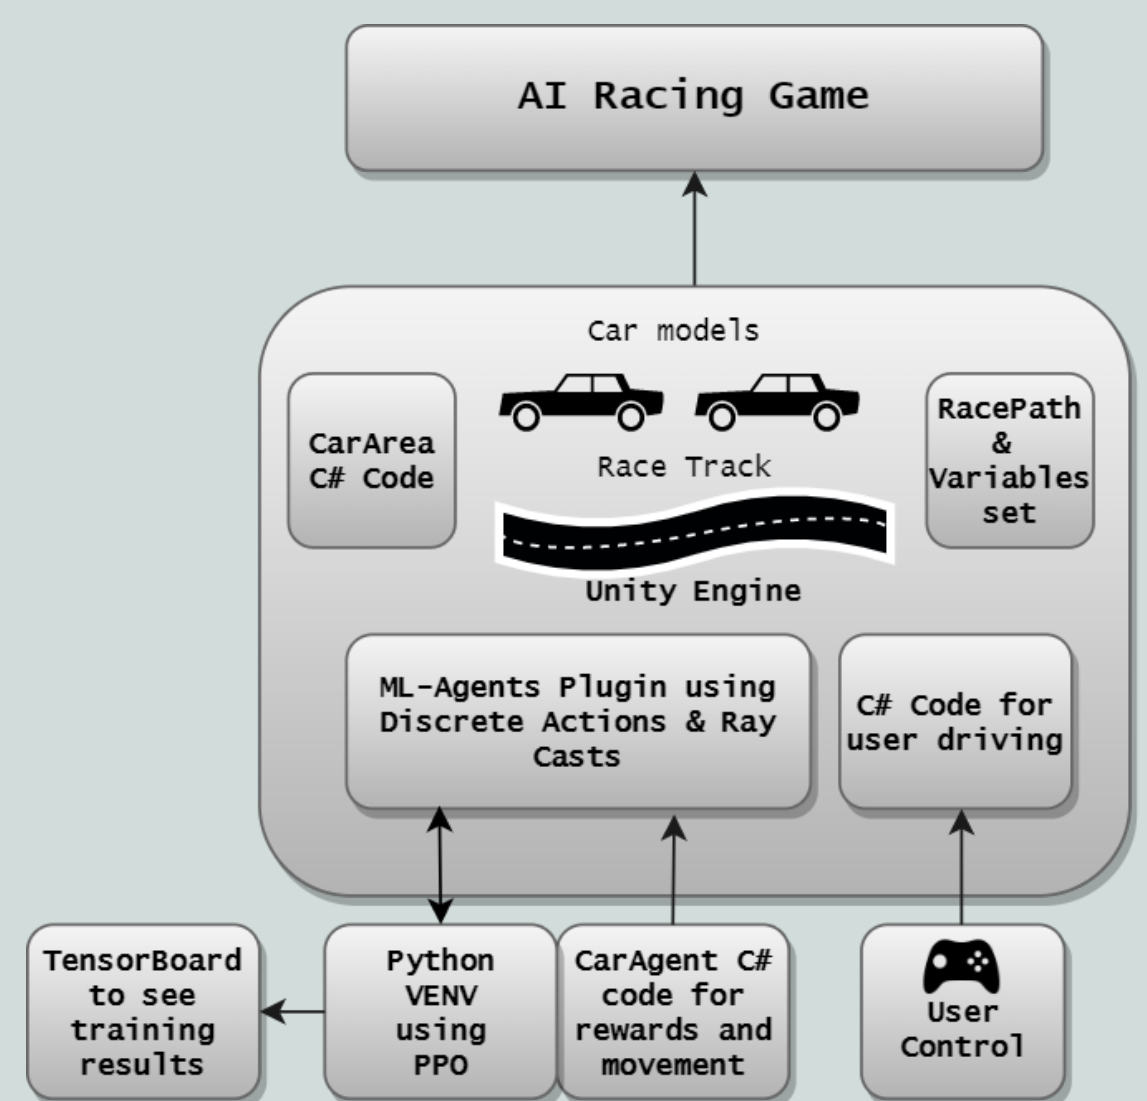 AI Racing Game
Car models
CarArea
C# Code
RacePath
&
Variables
set
Race Track
Unity Engine
ML-Agents Plugin using
Discrete Actions & Ray
Casts
C# Code for
user driving
TensorBoard
to see
training
results
Python
VENV
using
PPO
CarAgent C#
code for
rewards and
movement
User
Control